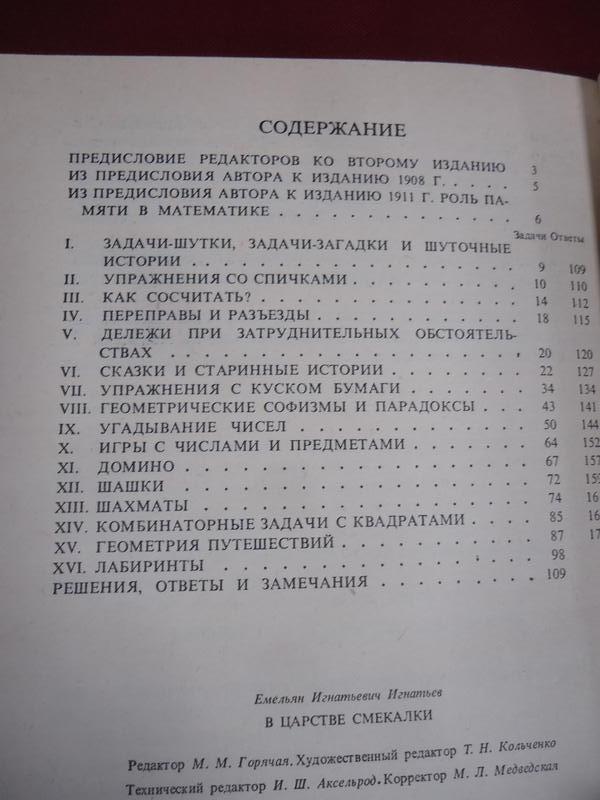 СОДЕРЖАНИЕ
ПРЕДИСЛОВИЕ РЕДАКТОРОВ КО ВТОРОМУ ИЗДАНИЮ 3
ИЗ ПРЕДИСЛОВИЯ АВТОРА К ИЗДАНИЮ 1908 Г. . . . . . 5
ИЗ ПРЕДИСЛОВИЯ АВТОРА К ИЗДАНИЮ 1911 Г. РОЛЬ ПА-
МЯТИ В МАТЕМАТИКЕ . . . . . . . . . . . . . . 6
Задачи Ответы
I. ЗАДАЧИ-ШУТКИ, ЗАДАЧИ-ЗАГАДКИ И ШУТОЧНЫЕ
ИСТОРИИ . . . . . . . . . . . . . . . . 9 109
II. УПРАЖНЕНИЯ СО СПИЧКАМИ . . . . . . . . . 10 110
III. КАК СОСЧИТАТЬ? . . . . . . . . . . . . . . 14 112
IV. ПЕРЕПРАВЫ И РАЗЪЕЗДЫ . . . . . . . . . . . 18 115
V. ДЕЛЕЖИ ПРИ ЗАТРУДНИТЕЛЬНЫХ ОБСТОЯТЕЛЬ-
СТВАХ . . . . . . . . . . . . . . . . . 20 120
VI. СКАЗКИ И СТАРИННЫЕ ИСТОРИИ . . . . . . . 22 127
VII. УПРАЖНЕНИЯ С КУСКОМ БУМАГИ . . . . . . 34 134
VIII. ГЕОМЕТРИЧЕСКИЕ СОФИЗМЫ И ПАРАДОКСЫ . . . 43 141
IX. УГАДЫВАНИЕ ЧИСЕЛ . . . . . . . . . . . . 50 144
X. ИГРЫ С ЧИСЛАМИ И ПРЕДМЕТАМИ . . . . . . 64 152
XI. ДОМИНО . . . . . . . . . . . . . . . . 67 157
XII. ШАШКИ . . . . . . . . . . . . . . . . 72 159
XIII. ШАХМАТЫ . . . . . . . . . . . . . . . 74 16
XIV. КОМБИНАТОРНЫЕ ЗАДАЧИ С КВАДРАТАМИ . . . . 85 16
XV. ГЕОМЕТРИЯ ПУТЕШЕСТВИЙ . . . . . . . . . . 87 17
XVI. ЛАБИРИНТЫ . . . . . . . . . . . . . . . 98
РЕШЕНИЯ, ОТВЕТЫ И ЗАМЕЧАНИЯ . . . . . . . . . 109
Емельян Игнатьевич Игнатьев
В ЦАРСТВЕ СМЕКАЛКИ
Редактор М. М. Горячая. Художественный редактор Т. Н. Кольченко
Технический редактор И. Ш. Аксельрод. Корректор М. Л. Медведская